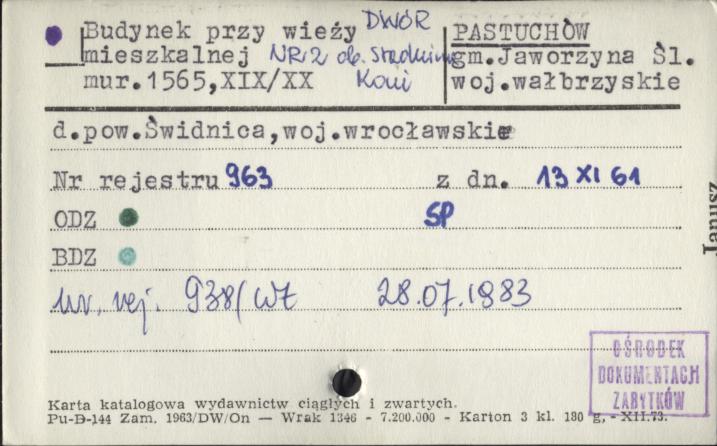 Budynek przy wieży DWÓR
mieszkalnej NR 2 ob. Stadnina
mur.1565,XIX/XX Koni
PASTUCHÓW
gm.Jaworzyna Śl.
woj.wałbrzyskie
d.pow.Świdnica,woj.wrocławskie
Nr rejestru 963 z dn. 13 XI 61
ODZ SP
BDZ
nr. rej. 938/Wł 28.07.1983
OŚRODEK
DOKUMENTACJI
ZABYTKÓW
Karta katalogowa wydawnictw ciągłych i zwartych.
Pu-D-144 Zam. 1963/DW/On — Wrak 1346 - 7.200.000 - Karton 3 kl. 180 g, - XII.73.